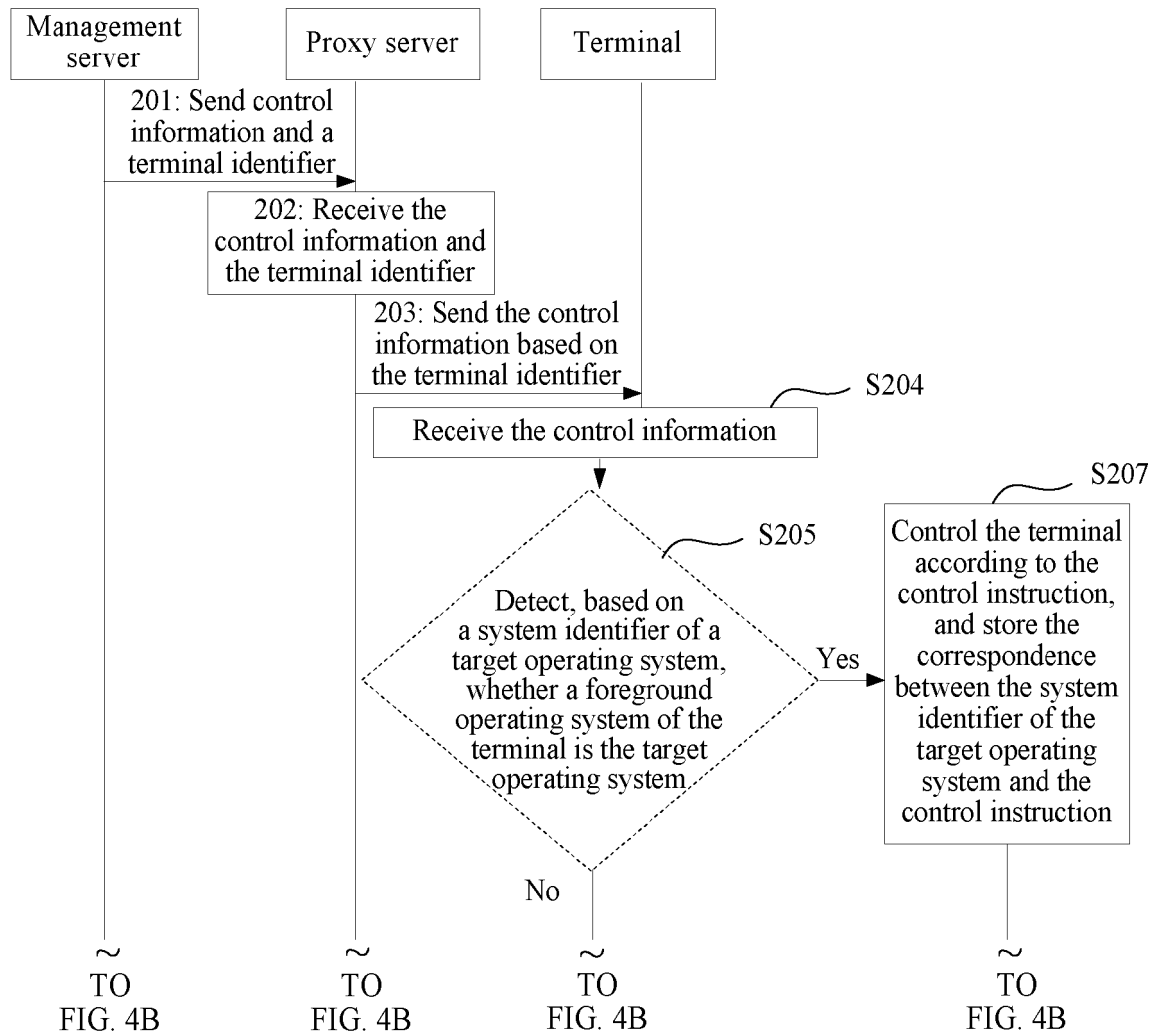 Management
server
Proxy server
Terminal
201: Send control
information and a
terminal identifier
202: Receive the
control information and
the terminal identifier
203: Send the control
information based on
the terminal identifier
S204
Receive the control information
S205
Detect, based on
a system identifier of a
target operating system,
whether a foreground
operating system of the
terminal is the target
operating system
Yes
S207
Control the terminal
according to the
control instruction,
and store the
correspondence
between the system
identifier of the
target operating
system and the
control instruction
No
~
TO
FIG. 4B
~
TO
FIG. 4B
~
TO
FIG. 4B
~
TO
FIG. 4B